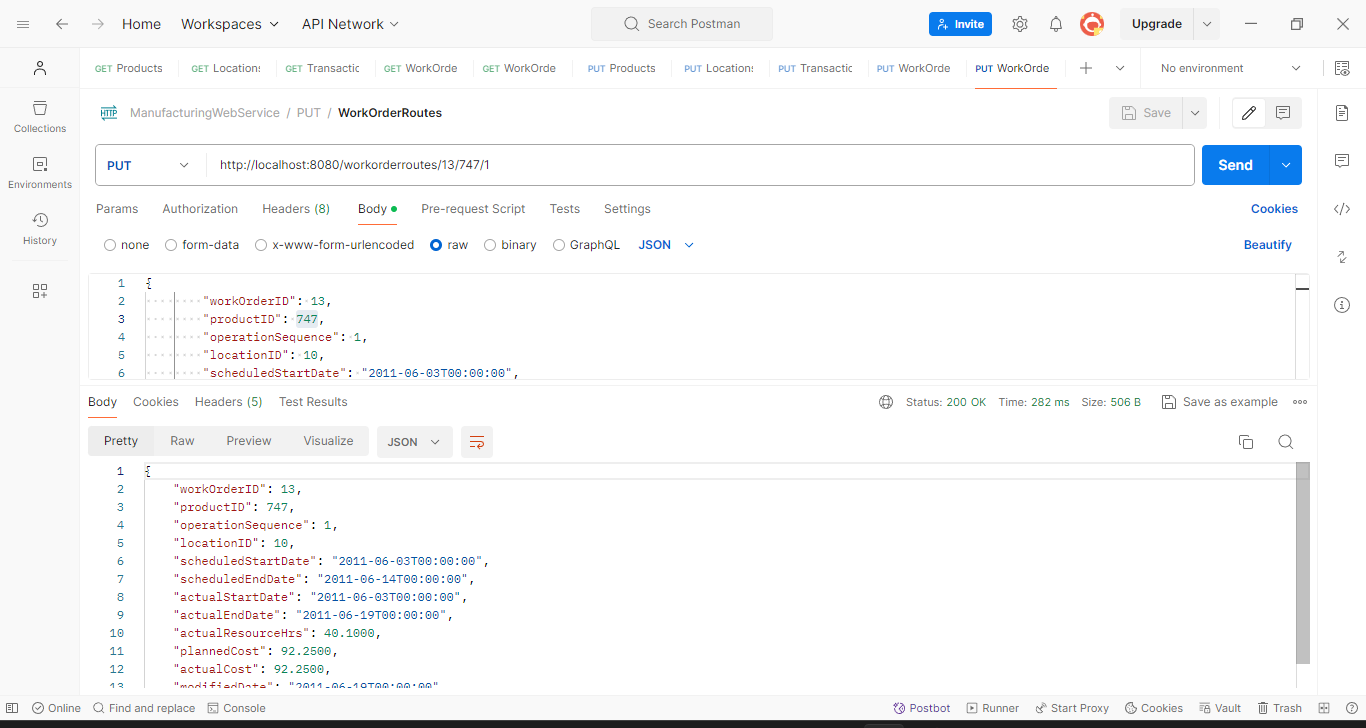 Home Workspaces API Network Search Postman Invite Upgrade
GET Products GET Locations GET Transactic GET WorkOrde GET WorkOrde PUT Products PUT Locations PUT Transactic PUT WorkOrde PUT WorkOrde No environment
HTTP ManufacturingWebService / PUT / WorkOrderRoutes Save
Collections
Environments
History
PUT http://localhost:8080/workorderroutes/13/747/1 Send
Params Authorization Headers (8) Body Pre-request Script Tests Settings Cookies
none form-data x-www-form-urlencoded raw binary GraphQL JSON Beautify
1 {
2 "workOrderID": 13,
3 "productID": 747,
4 "operationSequence": 1,
5 "locationID": 10,
6 "scheduledStartDate": "2011-06-03T00:00:00",
Body Cookies Headers (5) Test Results Status: 200 OK Time: 282 ms Size: 506 B Save as example
Pretty Raw Preview Visualize JSON
1 {
2 "workOrderID": 13,
3 "productID": 747,
4 "operationSequence": 1,
5 "locationID": 10,
6 "scheduledStartDate": "2011-06-03T00:00:00",
7 "scheduledEndDate": "2011-06-14T00:00:00",
8 "actualStartDate": "2011-06-03T00:00:00",
9 "actualEndDate": "2011-06-19T00:00:00",
10 "actualResourceHrs": 40.1000,
11 "plannedCost": 92.2500,
12 "actualCost": 92.2500,
13 "modifiedDate": "2011-06-19T00:00:00"
Online Find and replace Console Postbot Runner Start Proxy Cookies Vault Trash